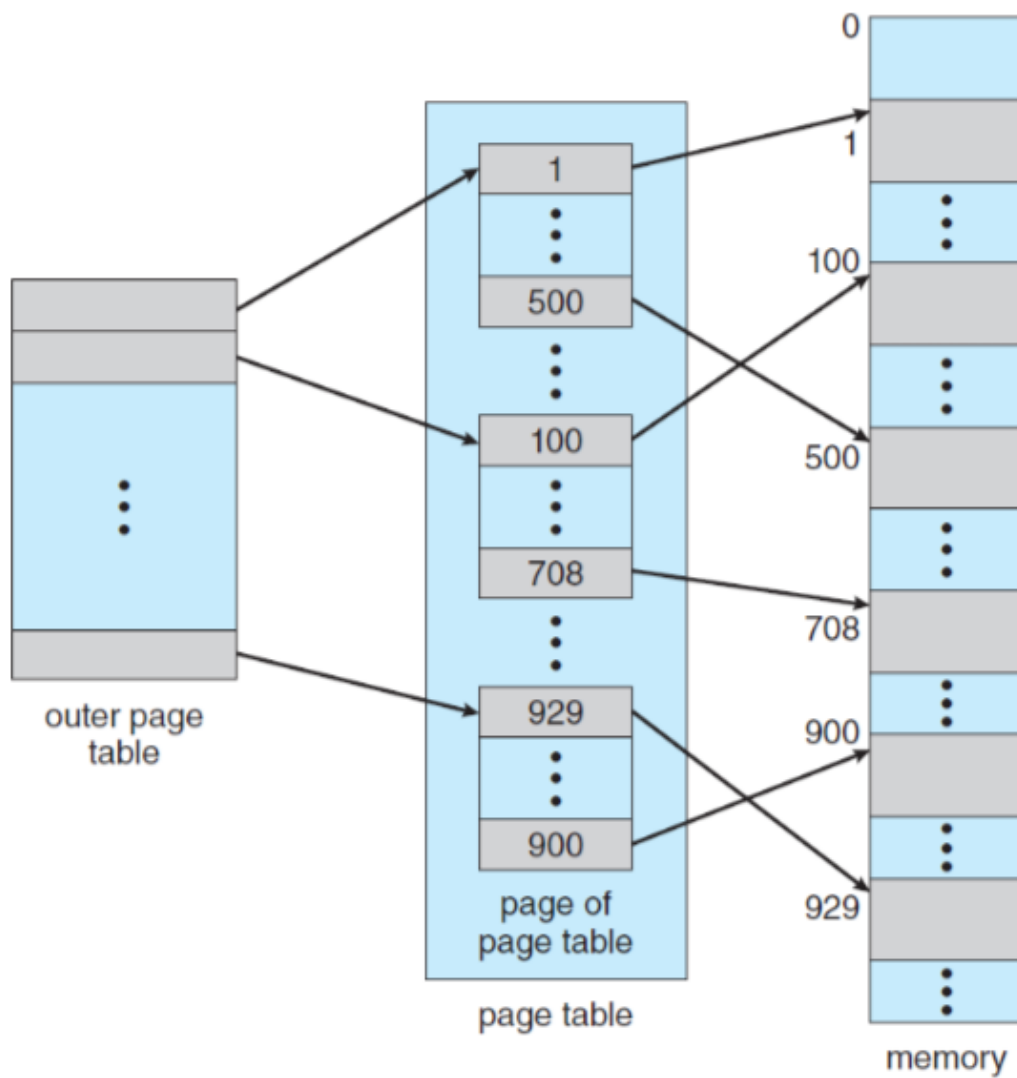 outer page
table
1
500
100
708
929
900
page of
page table
page table
0
1
100
500
708
900
929
memory